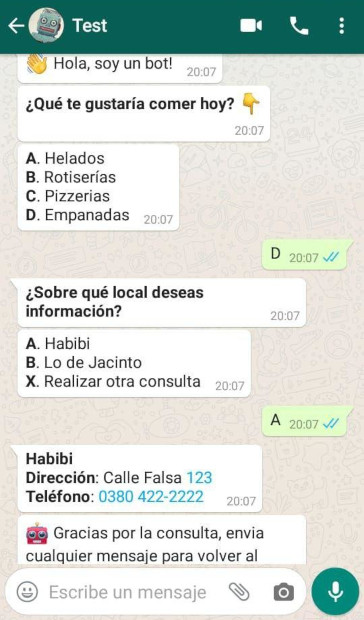 Test
👋 Hola, soy un bot!
20:07
¿Qué te gustaría comer hoy? 👇
20:07
A. Helados
B. Rotiserías
C. Pizzerias
D. Empanadas 20:07
D 20:07
¿Sobre qué local deseas
información?
20:07
A. Habibi
B. Lo de Jacinto
X. Realizar otra consulta 20:07
A 20:07
Habibi
Dirección: Calle Falsa 123
Teléfono: 0380 422-2222 20:07
🤖 Gracias por la consulta, envia
cualquier mensaje para volver al
Escribe un mensaje